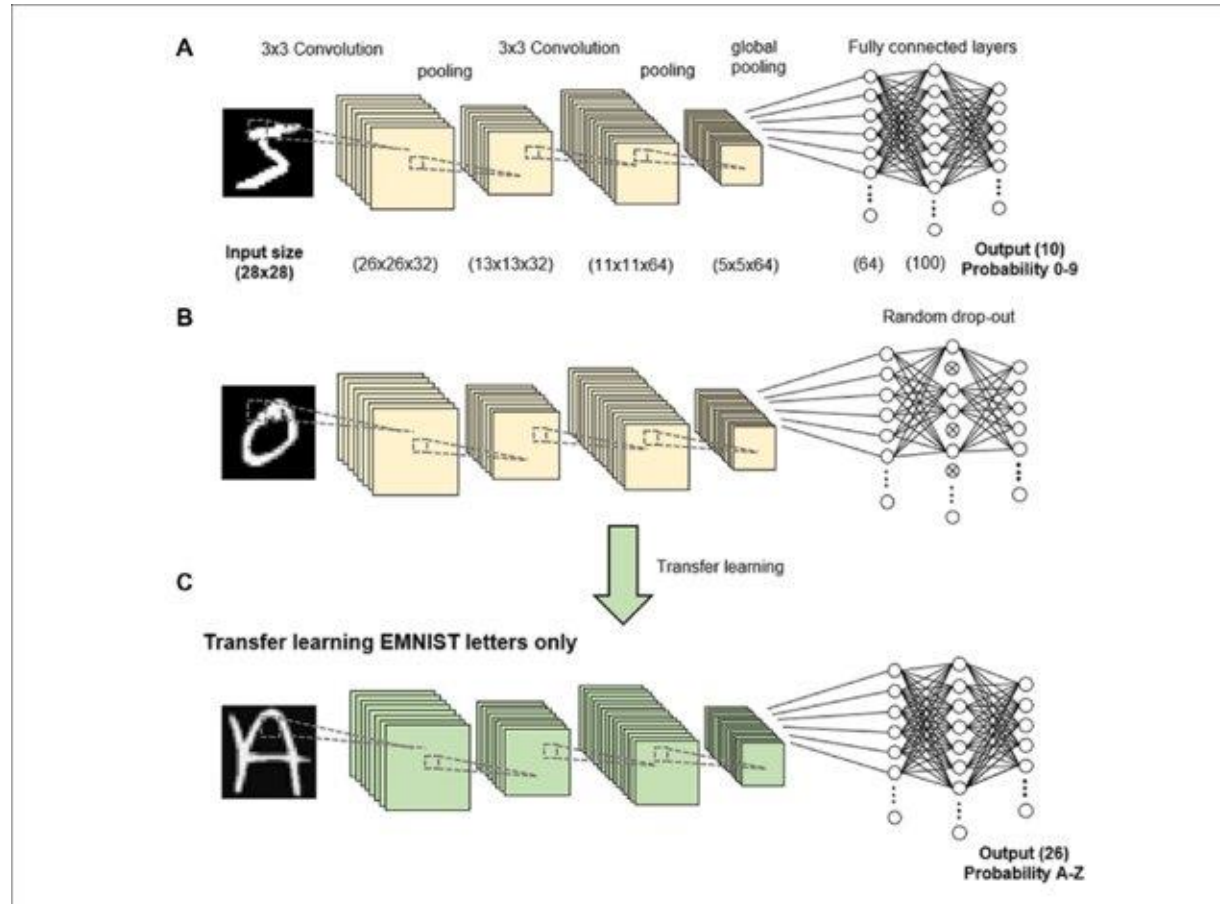 A
3x3 Convolution
pooling
3x3 Convolution
pooling
global
pooling
Fully connected layers
Input size
(28x28)
(26x26x32)
(13x13x32)
(11x11x64)
(5x5x64)
(64)
(100)
Output (10)
Probability 0-9
B
Random drop-out
Transfer learning
C
Transfer learning EMNIST letters only
A
Output (26)
Probability A-Z